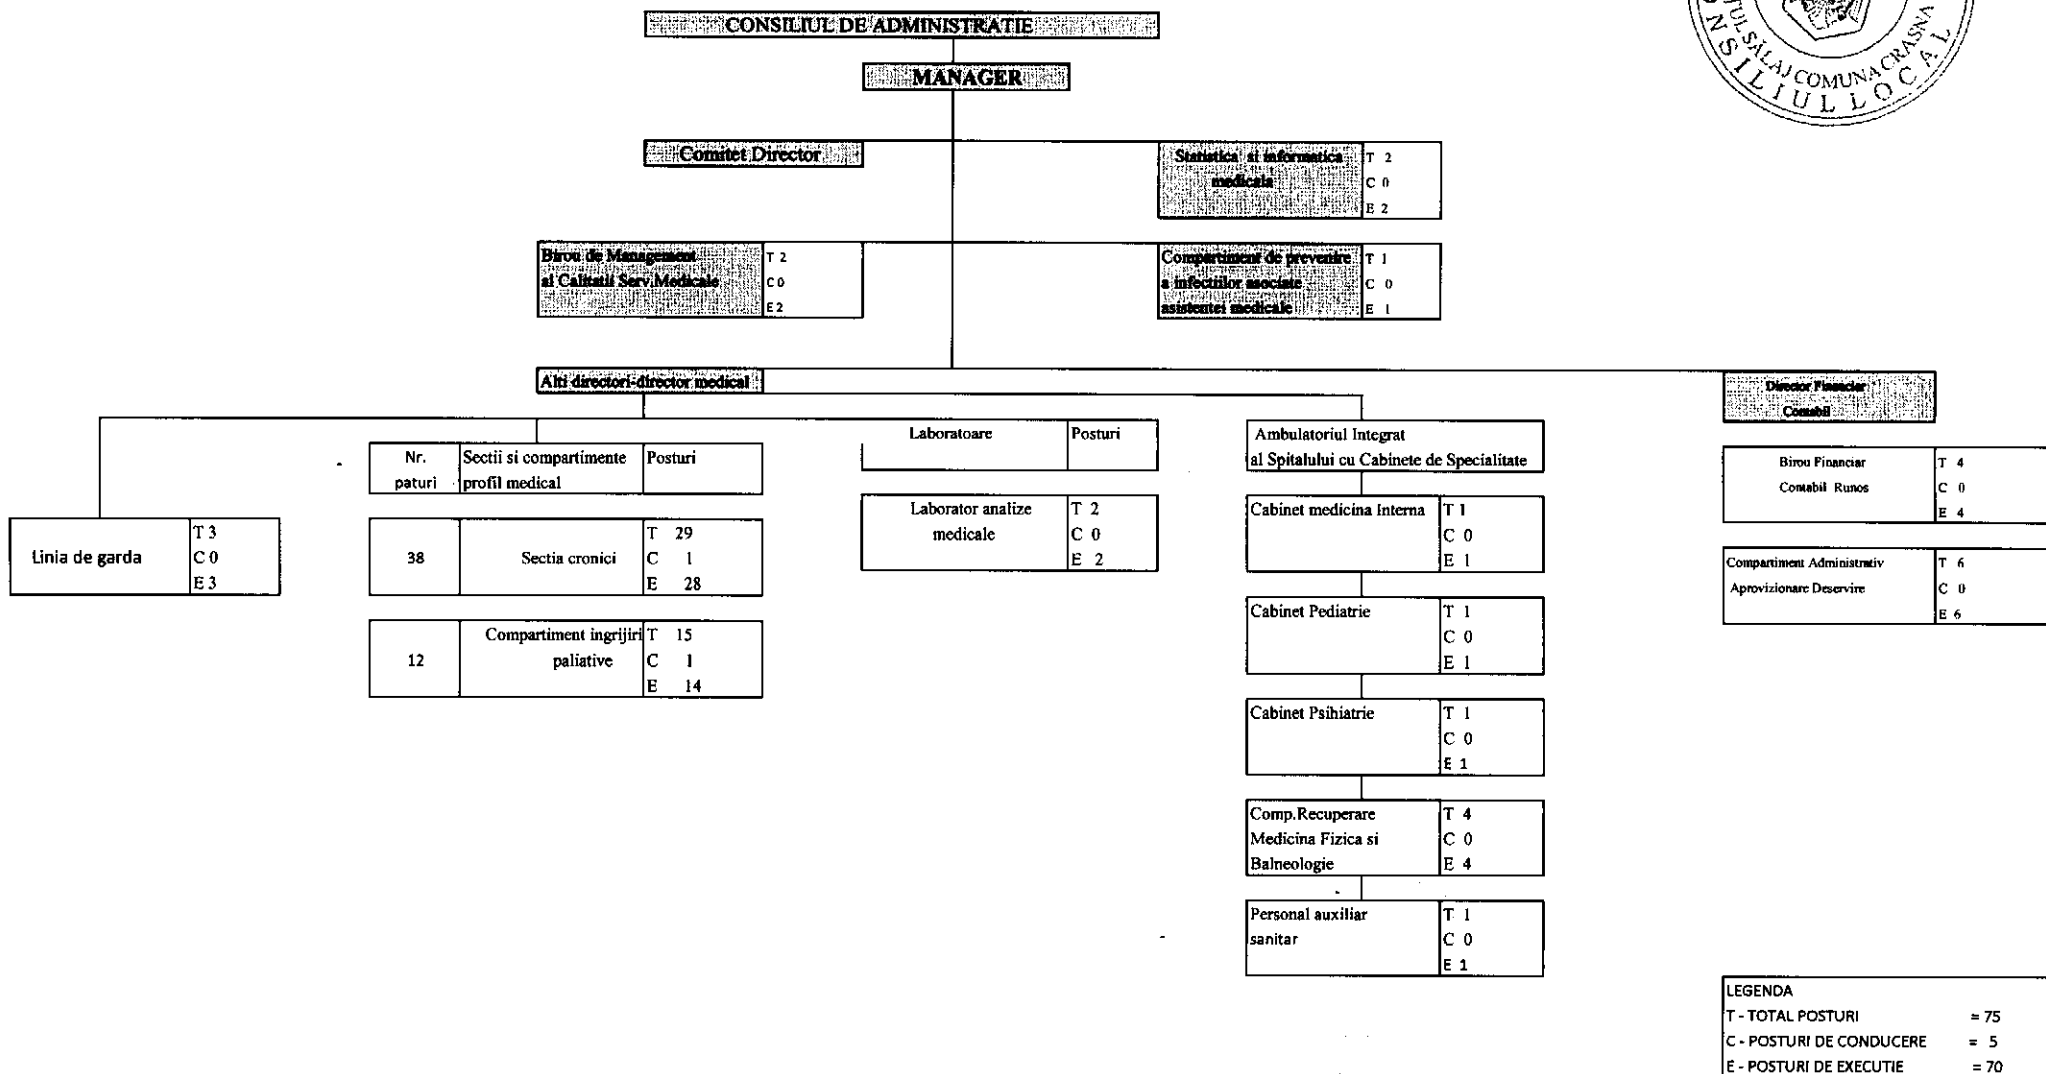 CONSILIUL DE ADMINISTRATIE
MANAGER
JUL SĂLAJ COMUNA CRASNA
NSILIUL LOCAL
Comitet Director
Statistica si informatica
medicala
T 2
C 0
E 2
Birou de Management
al Calitatii Serv.Medicale
T 2
C 0
E 2
Compartiment de prevenire
a infectiilor asociate
asistentei medicale
T 1
C 0
E 1
Alti directori-director medical
Director Financiar
Contabil
Linia de garda
T 3
C 0
E 3
Nr.
paturi
Sectii si compartimente
profil medical
Posturi
38
Sectia cronici
T 29
C 1
E 28
12
Compartiment ingrijiri
paliative
T 15
C 1
E 14
Laboratoare
Posturi
Laborator analize
medicale
T 2
C 0
E 2
Ambulatoriul Integrat
al Spitalului cu Cabinete de Specialitate
Cabinet medicina Interna
T 1
C 0
E 1
Cabinet Pediatrie
T 1
C 0
E 1
Cabinet Psihiatrie
T 1
C 0
E 1
Comp.Recuperare
Medicina Fizica si
Balneologie
T 4
C 0
E 4
Personal auxiliar
sanitar
T 1
C 0
E 1
Birou Financiar
Contabil Runos
T 4
C 0
E 4
Compartiment Administrativ
Aprovizionare Deservire
T 6
C 0
E 6
LEGENDA
T - TOTAL POSTURI = 75
C - POSTURI DE CONDUCERE = 5
E - POSTURI DE EXECUTIE = 70